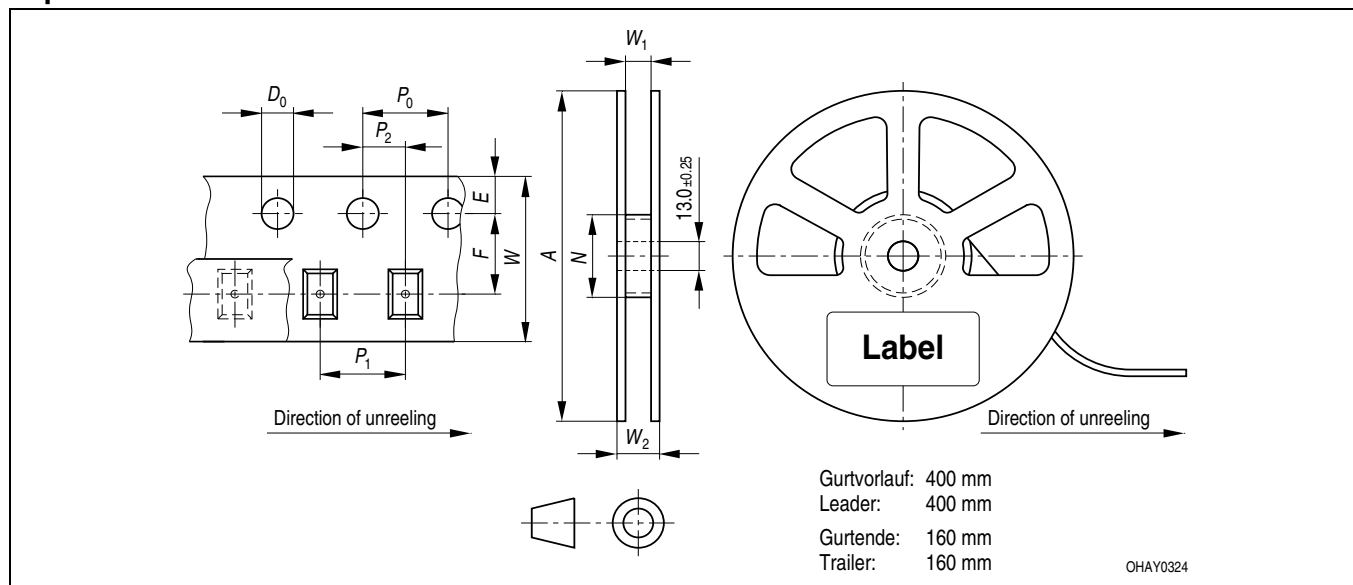 W₁
D₀
P₀
P₂
E
F
W
A
N
13.0 ±0.25
P₁
Label
Direction of unreeling
W₂
Direction of unreeling
Gurtvorlauf: 400 mm
Leader: 400 mm
Gurtende: 160 mm
Trailer: 160 mm
OHAY0324